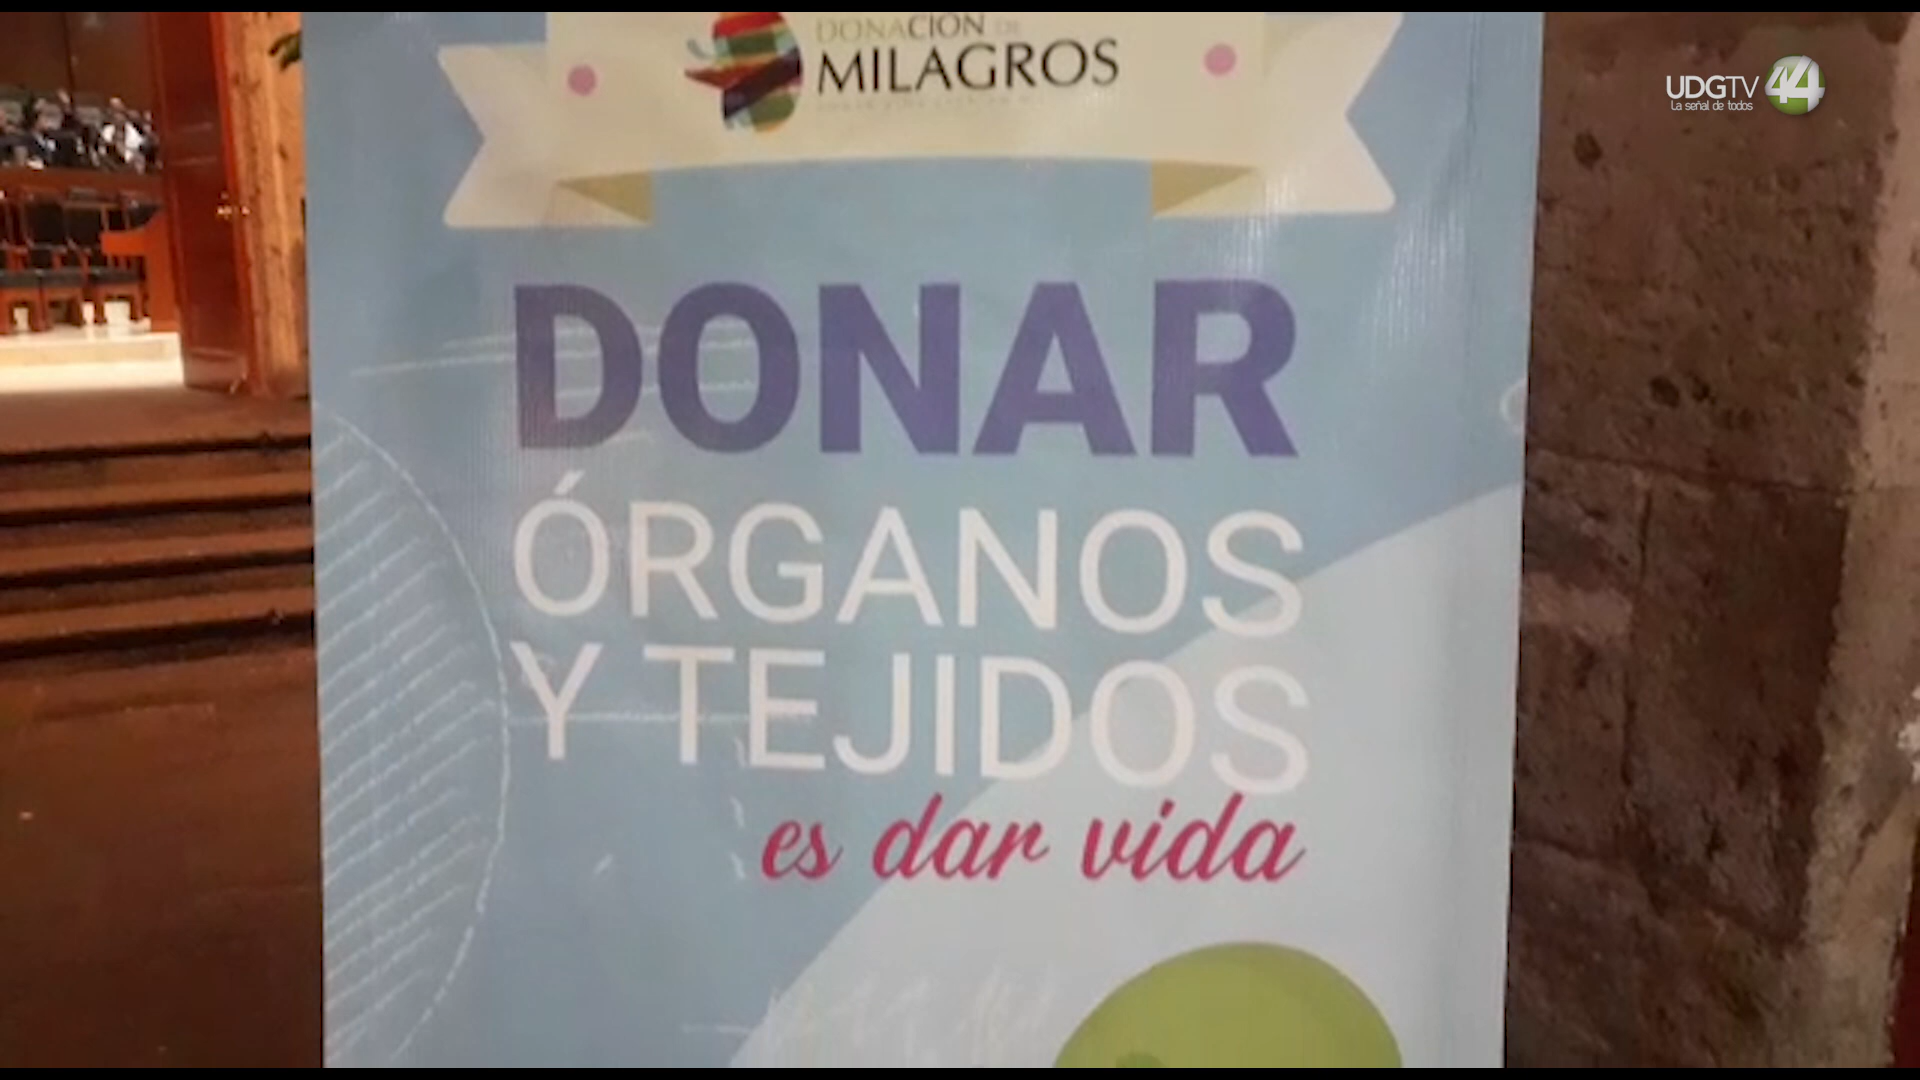 DONACIÓN DE
MILAGROS
UDGTV 44
La señal de todos
DONAR
ÓRGANOS
Y TEJIDOS
es dar vida